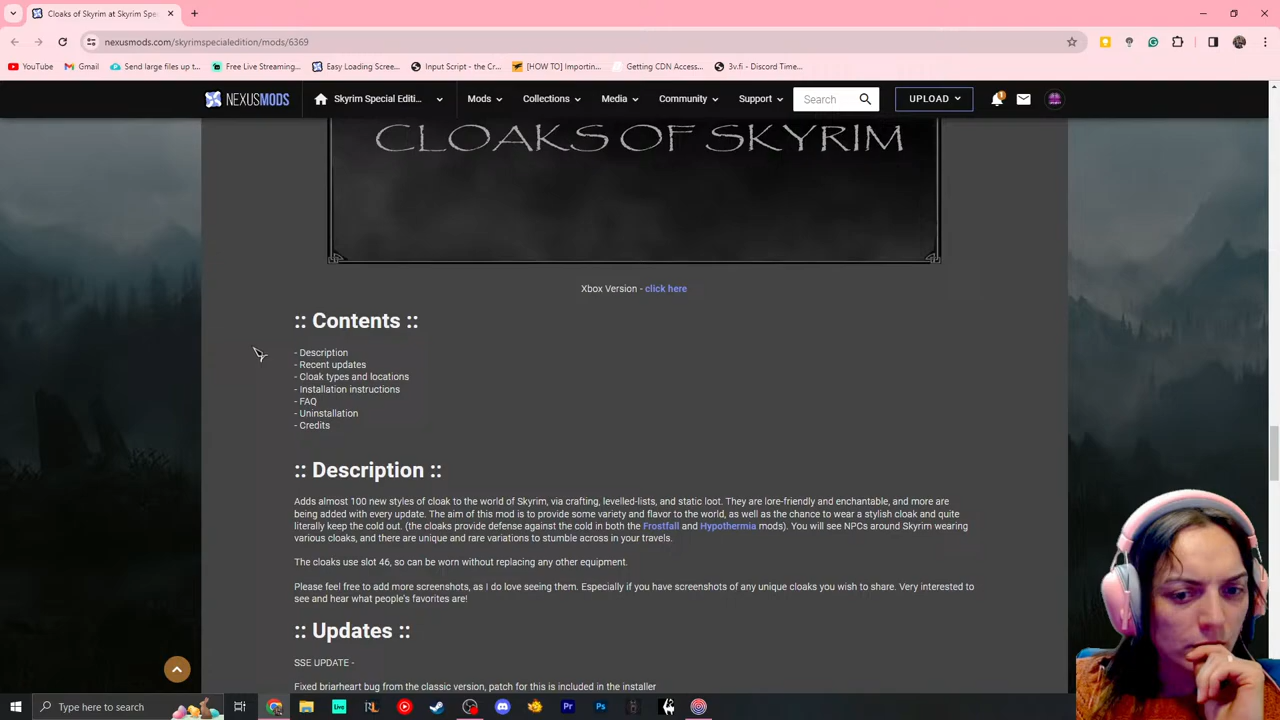 Cloaks of Skyrim at Skyrim Spe
nexusmods.com/skyrimspecialedition/mods/6369
YouTube
Gmail
Send large files up t...
Free Live Streaming...
Easy Loading Scree...
Input Script - the Cr...
[HOW TO] Importin...
Getting CDN Access...
3v.fi - Discord Time...
NEXUSMODS
Skyrim Special Editi...
Mods
Collections
Media
Community
Support
Search
UPLOAD
CLOAKS OF SKYRIM
Xbox Version - click here
:: Contents ::
- Description
- Recent updates
- Cloak types and locations
- Installation instructions
- FAQ
- Uninstallation
- Credits
:: Description ::
Adds almost 100 new styles of cloak to the world of Skyrim, via crafting, levelled-lists, and static loot. They are lore-friendly and enchantable, and more are
being added with every update. The aim of this mod is to provide some variety and flavor to the world, as well as the chance to wear a stylish cloak and quite
literally keep the cold out. (the cloaks provide defense against the cold in both the Frostfall and Hypothermia mods). You will see NPCs around Skyrim wearing
various cloaks, and there are unique and rare variations to stumble across in your travels.
The cloaks use slot 46, so can be worn without replacing any other equipment.
Please feel free to add more screenshots, as I do love seeing them. Especially if you have screenshots of any unique cloaks you wish to share. Very interested to
see and hear what people's favorites are!
:: Updates ::
SSE UPDATE -
Fixed briarheart bug from the classic version, patch for this is included in the installer
Type here to search